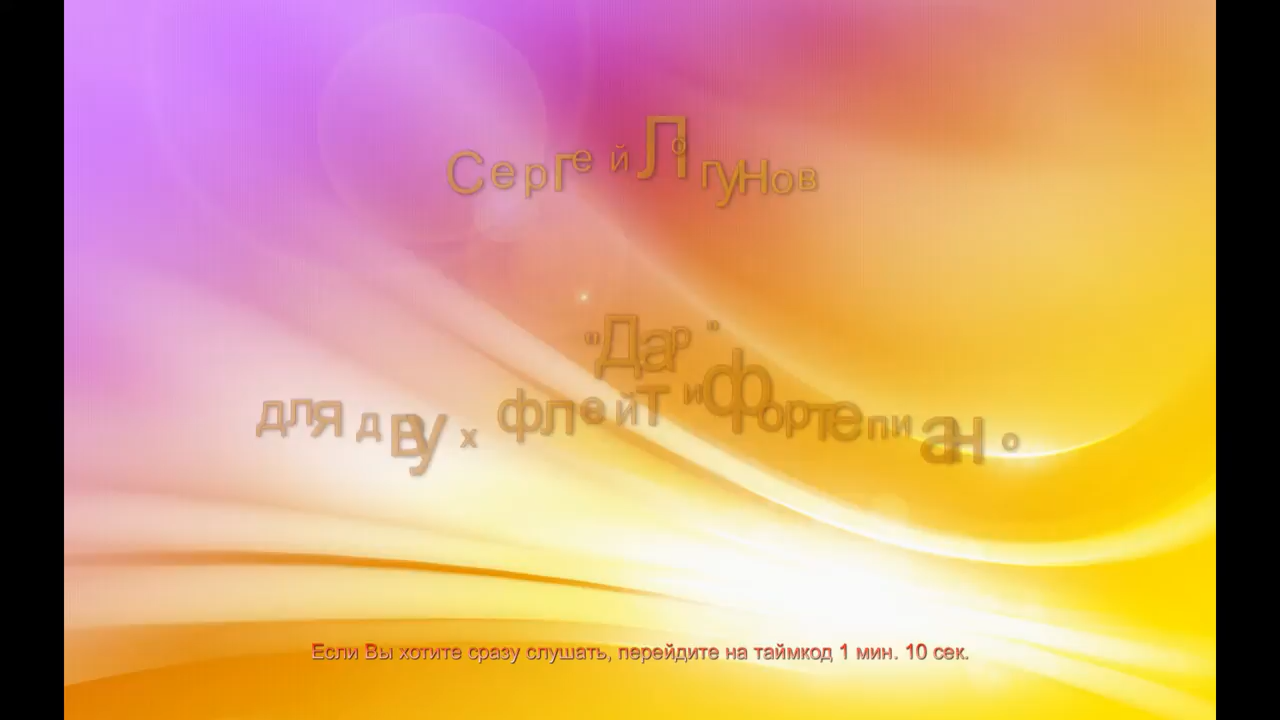 Сергей Логунов
"Дар"
для двух флейт и фортепиано
Если Вы хотите сразу слушать, перейдите на таймкод 1 мин. 10 сек.